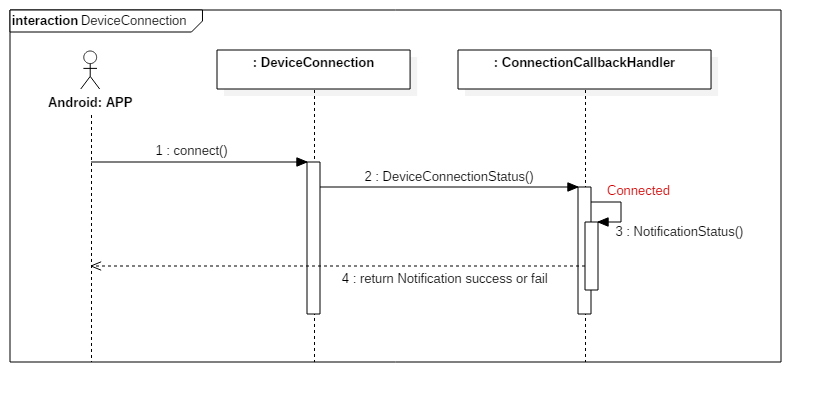 interaction DeviceConnection
: DeviceConnection
: ConnectionCallbackHandler
Android: APP
1 : connect()
2 : DeviceConnectionStatus()
Connected
3 : NotificationStatus()
4 : return Notification success or fail